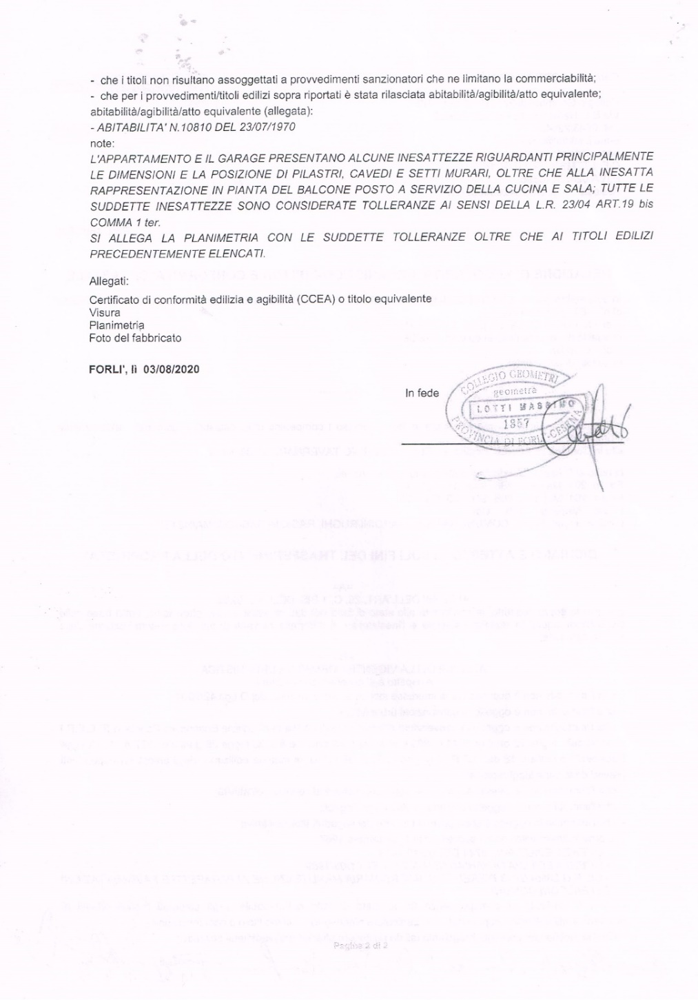 - che i titoli non risultano assoggettati a provvedimenti sanzionatori che ne limitano la commerciabilità;
- che per i provvedimenti/titoli edilizi sopra riportati è stata rilasciata abitabilità/agibilità/atto equivalente;
abitabilità/agibilità/atto equivalente (allegata):
- ABITABILITA' N.10810 DEL 23/07/1970
note:
L'APPARTAMENTO E IL GARAGE PRESENTANO ALCUNE INESATTEZZE RIGUARDANTI PRINCIPALMENTE
LE DIMENSIONI E LA POSIZIONE DI PILASTRI, CAVEDI E SETTI MURARI, OLTRE CHE ALLA INESATTA
RAPPRESENTAZIONE IN PIANTA DEL BALCONE POSTO A SERVIZIO DELLA CUCINA E SALA; TUTTE LE
SUDDETTE INESATTEZZE SONO CONSIDERATE TOLLERANZE AI SENSI DELLA L.R. 23/04 ART.19 bis
COMMA 1 ter.
SI ALLEGA LA PLANIMETRIA CON LE SUDDETTE TOLLERANZE OLTRE CHE AI TITOLI EDILIZI
PRECEDENTEMENTE ELENCATI.
Allegati:
Certificato di conformità edilizia e agibilità (CCEA) o titolo equivalente
Visura
Planimetria
Foto del fabbricato
FORLI', lì 03/08/2020
In fede
COLLEGIO GEOMETRI
geometra
LOTTI MASSIMO
1857
PROVINCIA DI FORLI-CESENA
Pagina 2 di 2